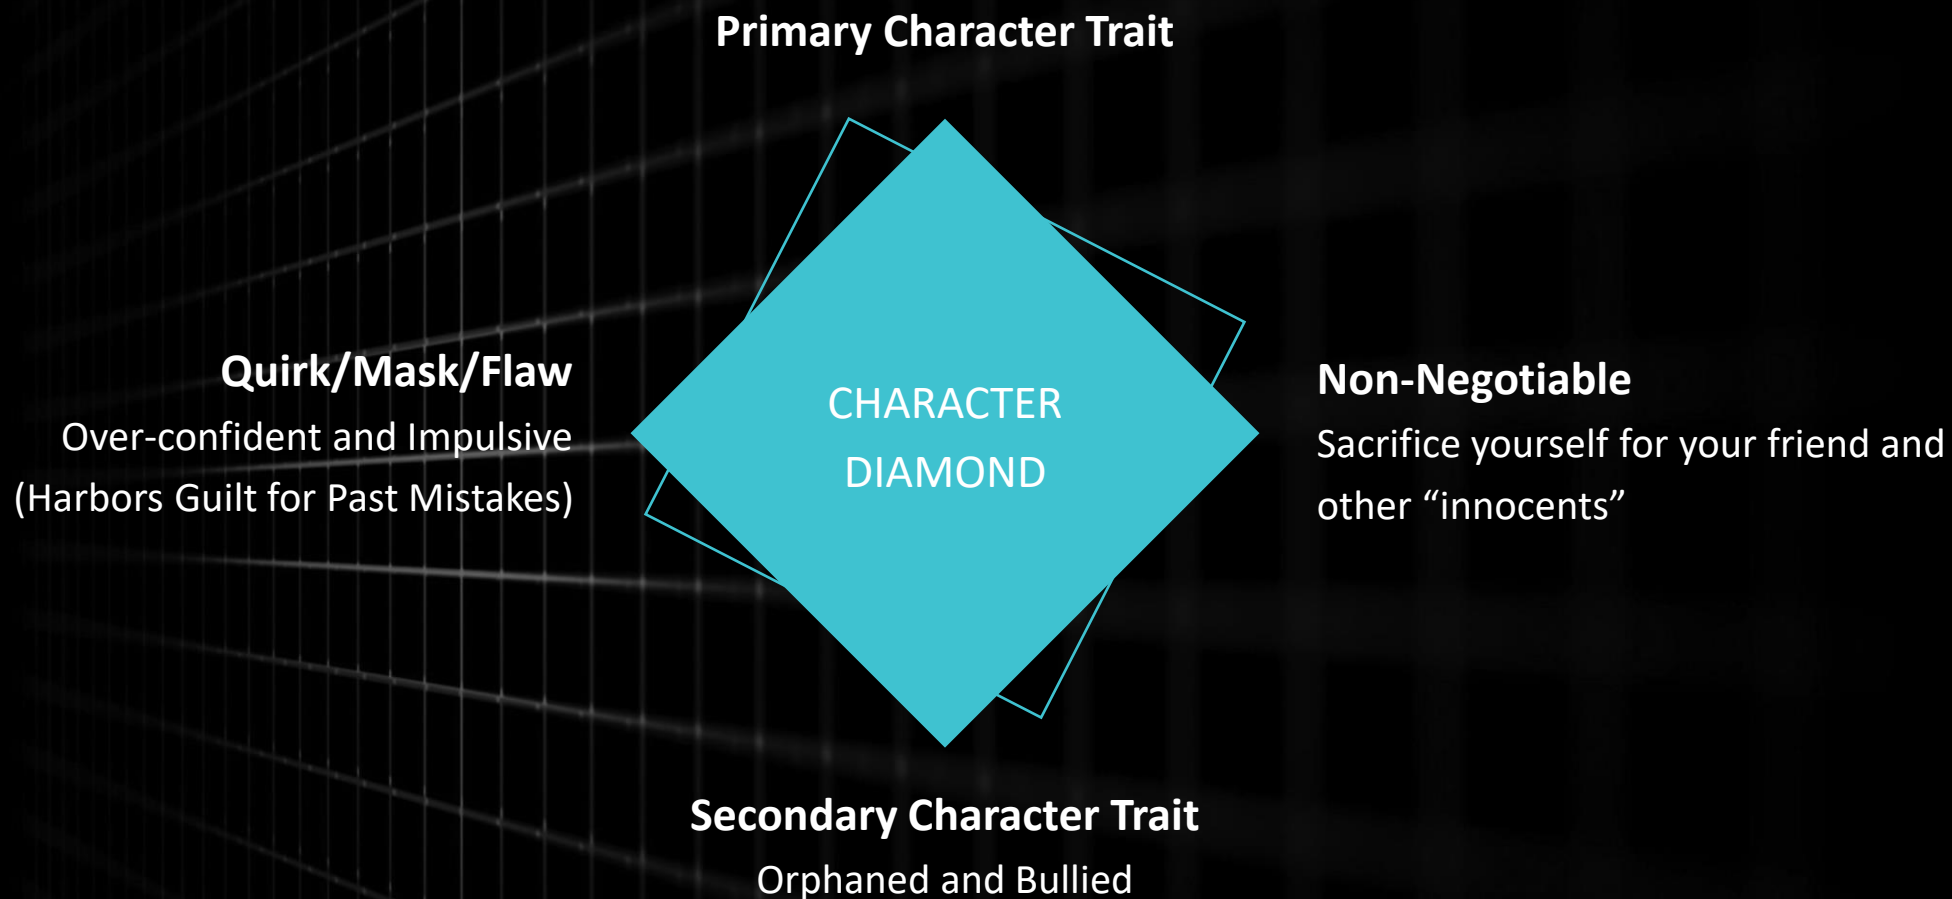 Primary Character Trait
Quirk/Mask/Flaw
Over-confident and Impulsive
(Harbors Guilt for Past Mistakes)
CHARACTER
DIAMOND
Non-Negotiable
Sacrifice yourself for your friend and
other “innocents”
Secondary Character Trait
Orphaned and Bullied